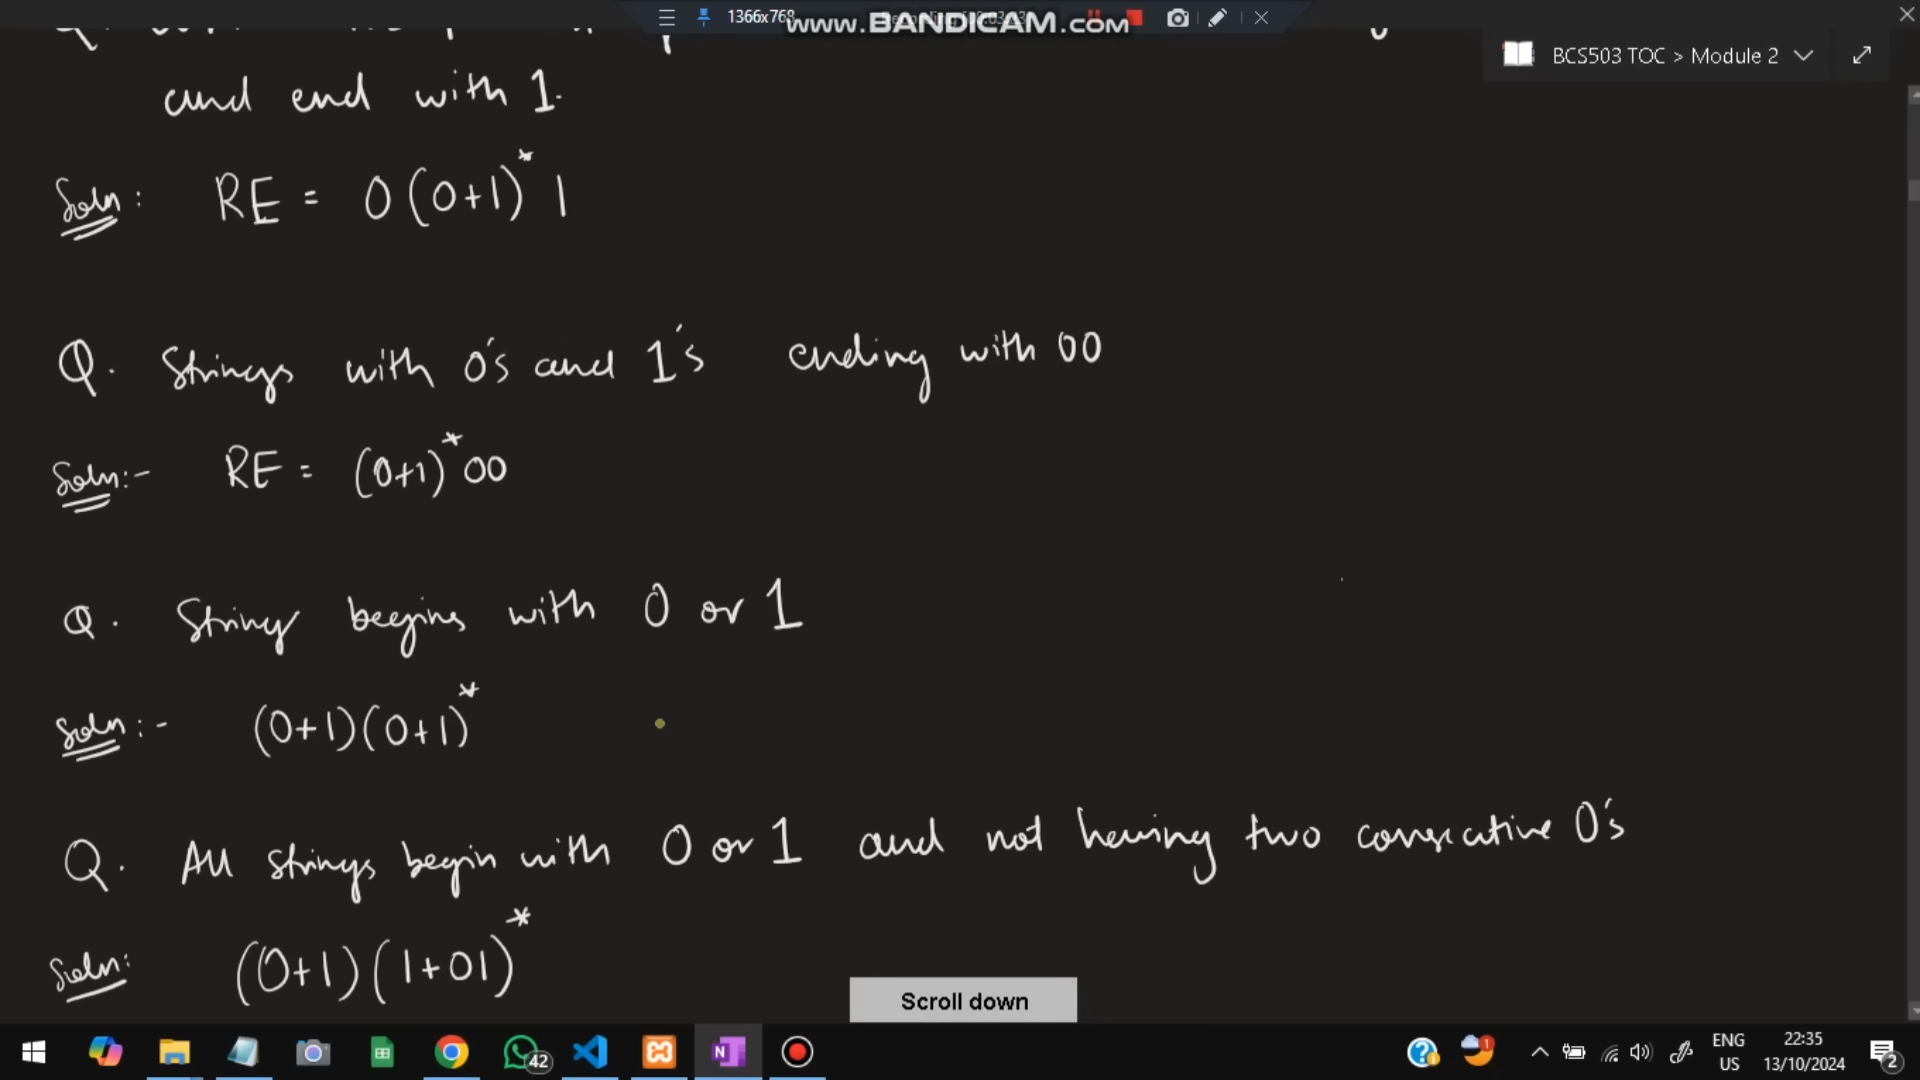 1366x768
www.BANDICAM.com
BCS503 TOC > Module 2
and end with 1.
Soln: RE = 0(0+1)* 1
Q. Strings with 0's and 1's ending with 00
Soln:- RE = (0+1)* 00
Q. String begins with 0 or 1
Soln:- (0+1)(0+1)*
Q. All strings begin with 0 or 1 and not having two consecutive 0's
Soln: (0+1)(1+01)*
Scroll down
42
1
ENG
US
22:35
13/10/2024
2